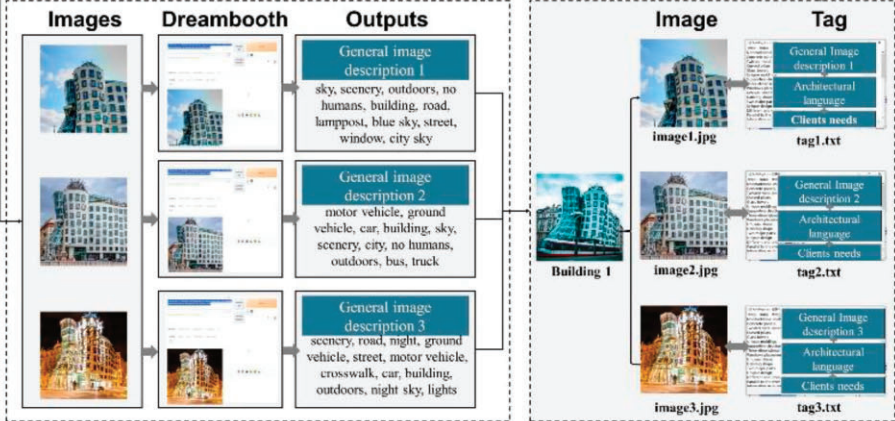 Images
Dreambooth
Outputs
General image
description 1
sky, scenery, outdoors, no
humans, building, road,
lamppost, blue sky, street,
window, city sky
General image
description 2
motor vehicle, ground
vehicle, car, building, sky,
scenery, city, no humans,
outdoors, bus, truck
General image
description 3
scenery, road, night, ground
vehicle, street, motor vehicle,
crosswalk, car, building,
outdoors, night sky, lights
Building 1
Image
Tag
image1.jpg
General Image
description 1
Architectural
language
Clients needs
tag1.txt
image2.jpg
General Image
description 2
Architectural
language
Clients needs
tag2.txt
image3.jpg
General Image
description 3
Architectural
language
Clients needs
tag3.txt